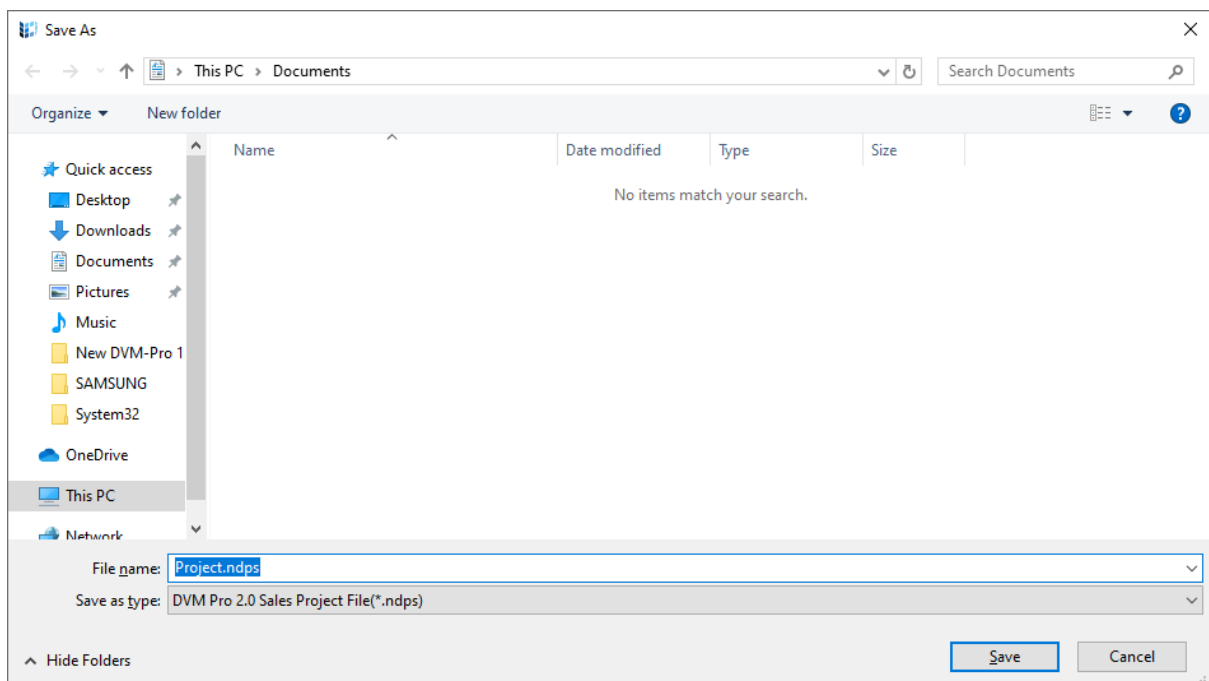 Save As
This PC > Documents
Search Documents
Organize
New folder
Name
Date modified
Type
Size
No items match your search.
Quick access
Desktop
Downloads
Documents
Pictures
Music
New DVM-Pro 1
SAMSUNG
System32
OneDrive
This PC
Network
File name: Project.ndps
Save as type: DVM Pro 2.0 Sales Project File(*.ndps)
Hide Folders
Save
Cancel